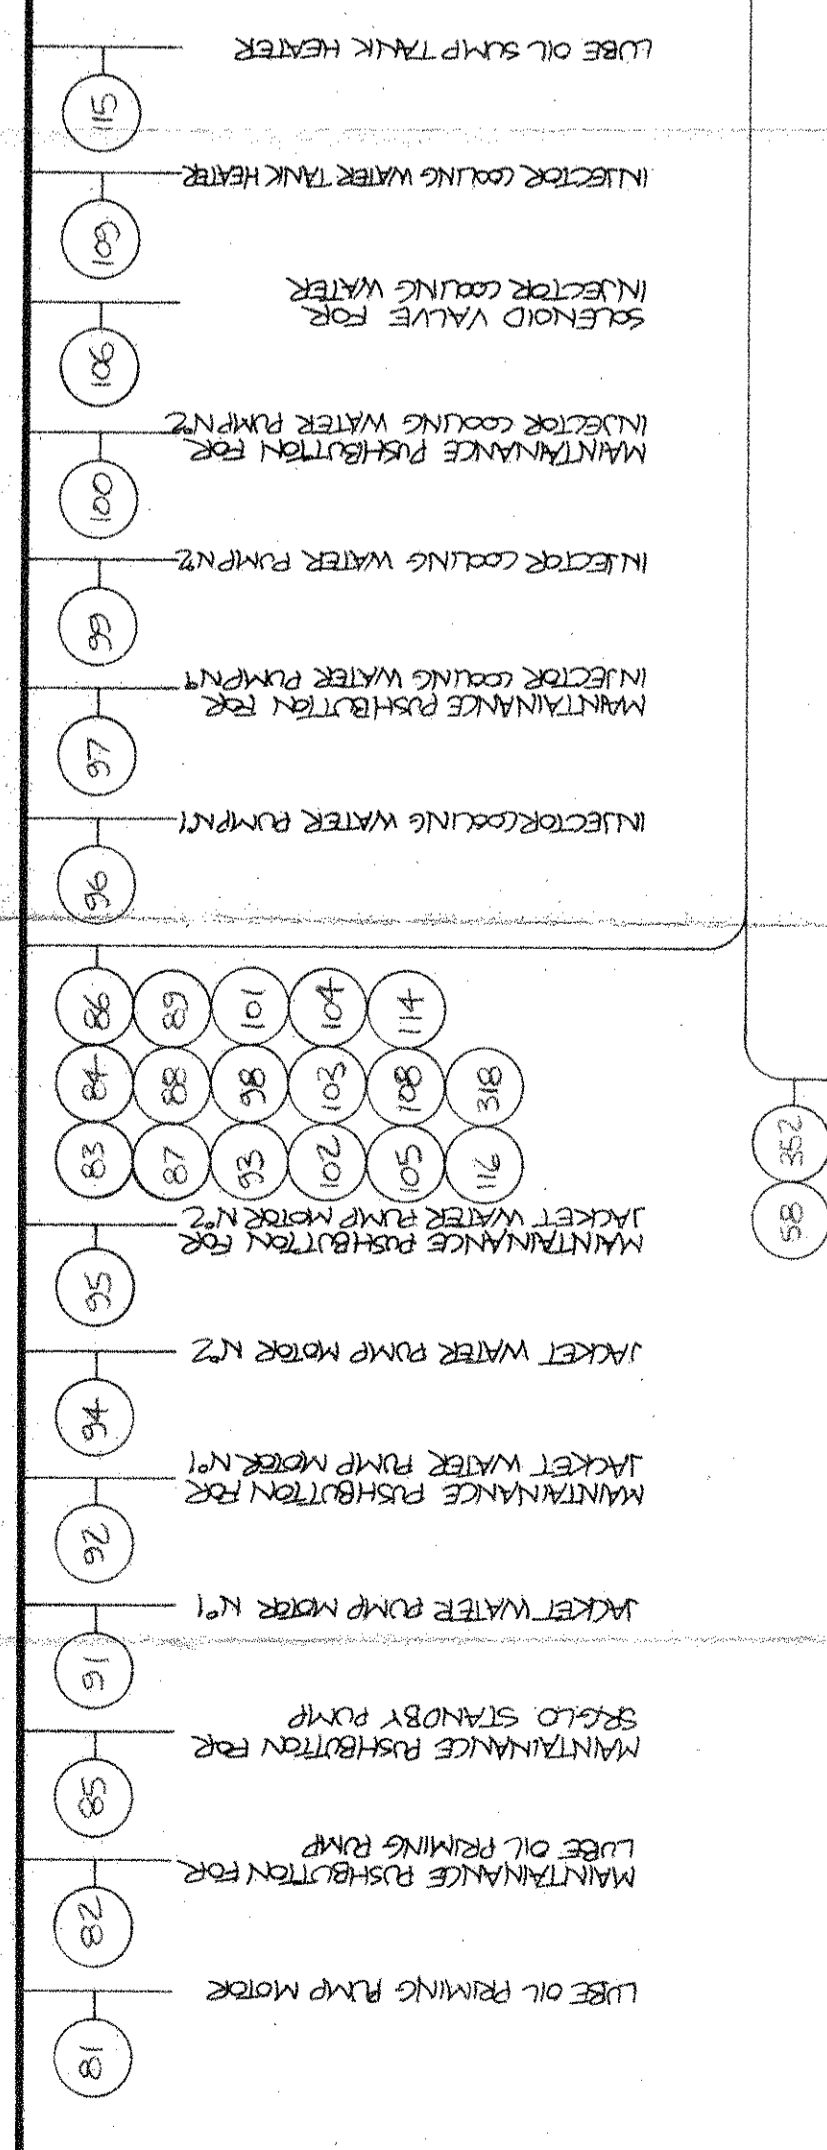 LUBE OIL PRIMING PUMP MOTOR
81
MAINTAINANCE PUSHBUTTON FOR
LUBE OIL PRIMING PUMP
82
MAINTAINANCE PUSHBUTTON FOR
SRG.L.O. STANDBY PUMP
85
JACKET WATER PUMP MOTOR N°1
91
MAINTAINANCE PUSHBUTTON FOR
JACKET WATER PUMP MOTOR N°1
92
JACKET WATER PUMP MOTOR N°2
94
MAINTAINANCE PUSHBUTTON FOR
JACKET WATER PUMP MOTOR N°2
95
83 84 86
87 88 89
93 98 101
102 103 104
105 108 114
116 318
58 352
INJECTOR COOLING WATER PUMP N°1
96
MAINTAINANCE PUSHBUTTON FOR
INJECTOR COOLING WATER PUMP N°1
97
INJECTOR COOLING WATER PUMP N°2
99
MAINTAINANCE PUSHBUTTON FOR
INJECTOR COOLING WATER PUMP N°2
100
SOLENOID VALVE FOR
INJECTOR COOLING WATER
106
INJECTOR COOLING WATER TANK HEATER
109
LUBE OIL SUMP TANK HEATER
115